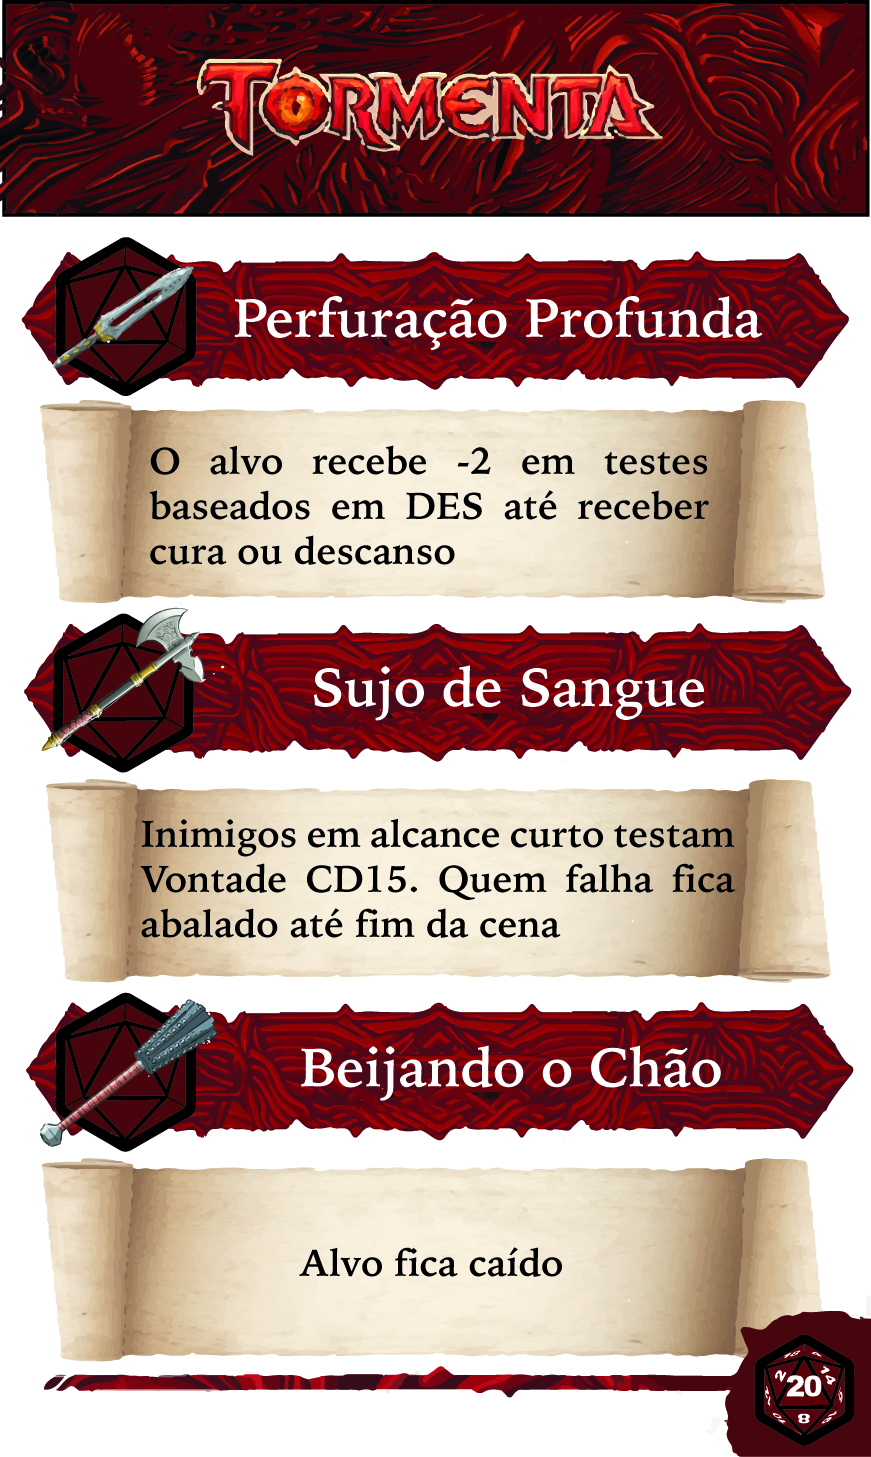 TORMENTA
Perfuração Profunda
O alvo recebe -2 em testes
baseados em DES até receber
cura ou descanso
Sujo de Sangue
Inimigos em alcance curto testam
Vontade CD15. Quem falha fica
abalado até fim da cena
Beijando o Chão
Alvo fica caído
20
2
14
8